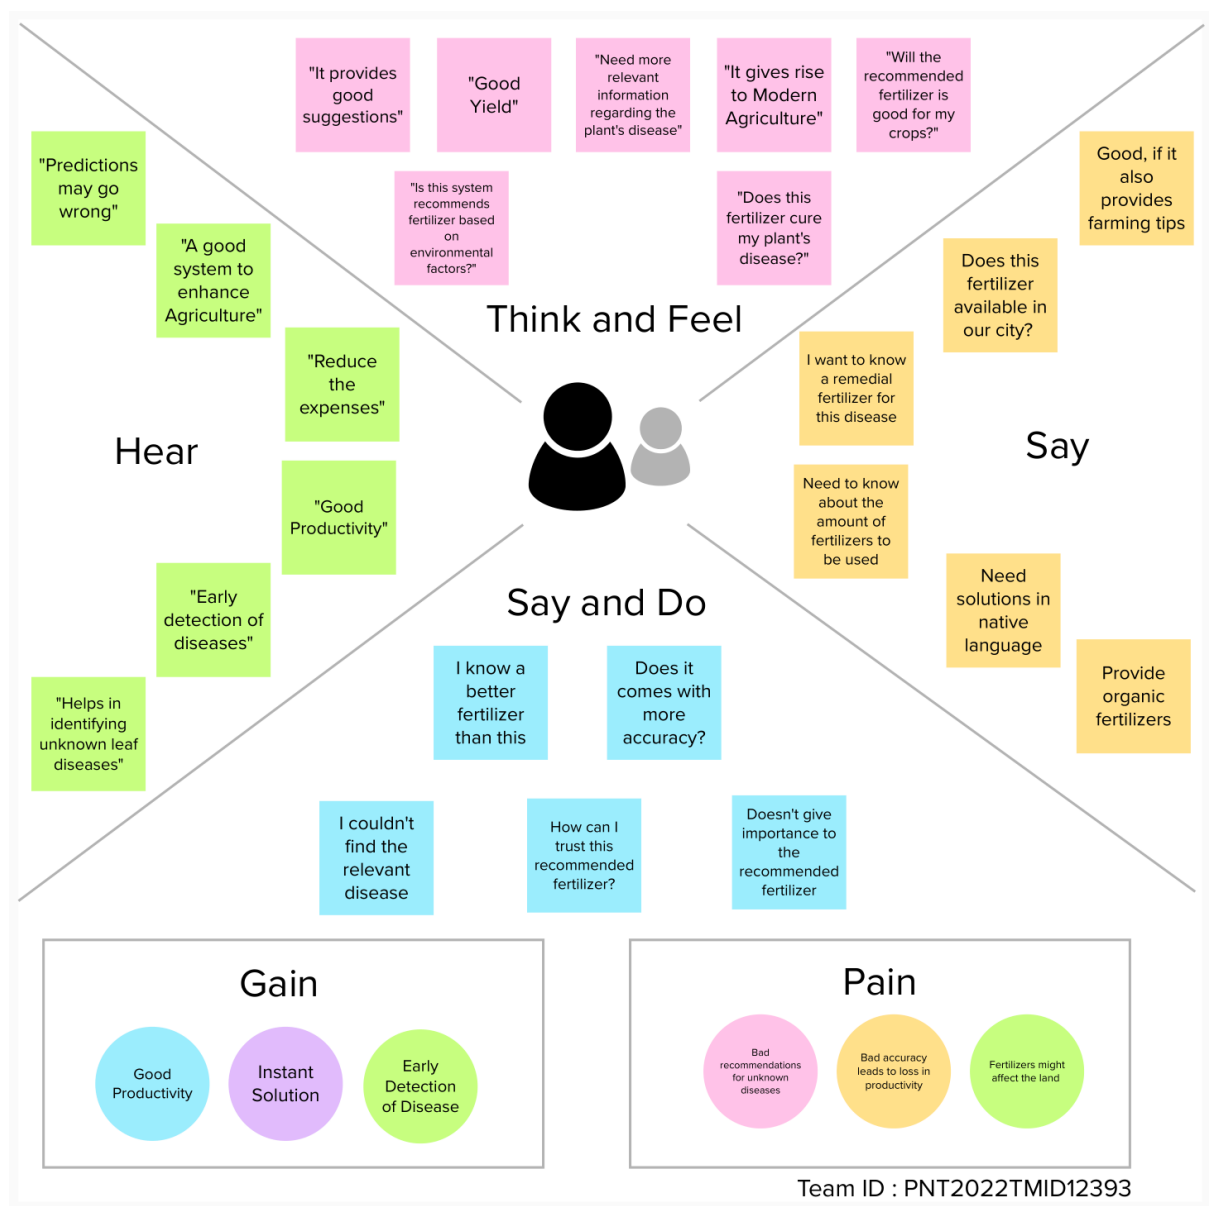 "It provides
good
suggestions"
"Good
Yield"
"Need more
relevant
information
regarding the
plant's disease"
"It gives rise
to Modern
Agriculture"
"Will the
recommended
fertilizer is
good for my
crops?"
"Is this system
recommends
fertilizer based
on
environmental
factors?"
"Does this
fertilizer cure
my plant's
disease?"
Think and Feel
"Predictions
may go
wrong"
"A good
system to
enhance
Agriculture"
"Reduce
the
expenses"
Hear
"Good
Productivity"
"Early
detection of
diseases"
"Helps in
identifying
unknown leaf
diseases"
Good, if it
also
provides
farming tips
Does this
fertilizer
available in
our city?
I want to know
a remedial
fertilizer for
this disease
Say
Need to know
about the
amount of
fertilizers to
be used
Need
solutions in
native
language
Provide
organic
fertilizers
Say and Do
I know a
better
fertilizer
than this
Does it
comes with
more
accuracy?
I couldn't
find the
relevant
disease
How can I
trust this
recommended
fertilizer?
Doesn't give
importance to
the
recommended
fertilizer
Gain
Good
Productivity
Instant
Solution
Early
Detection
of Disease
Pain
Bad
recommendations
for unknown
diseases
Bad accuracy
leads to loss in
productivity
Fertilizers might
affect the land
Team ID : PNT2022TMID12393